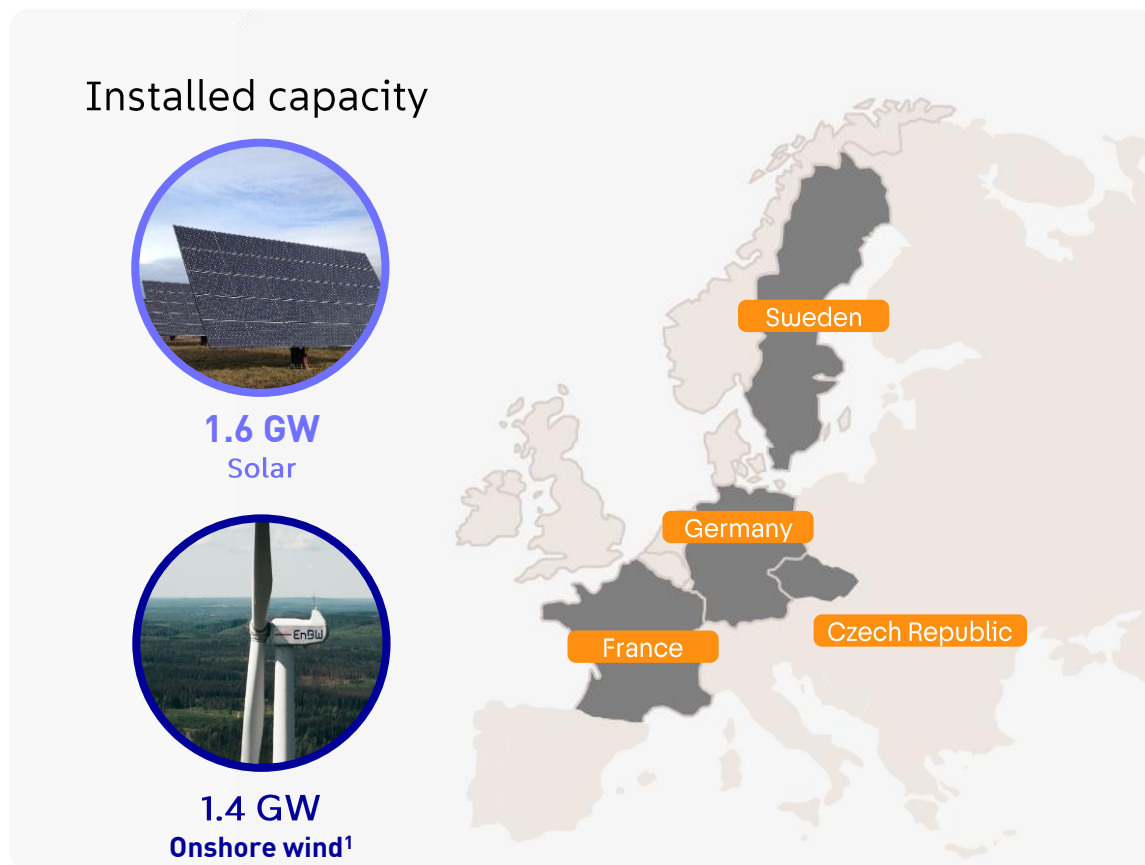 Installed capacity
1.6 GW
Solar
EnBW
1.4 GW
Onshore wind¹
Sweden
Germany
France
Czech Republic